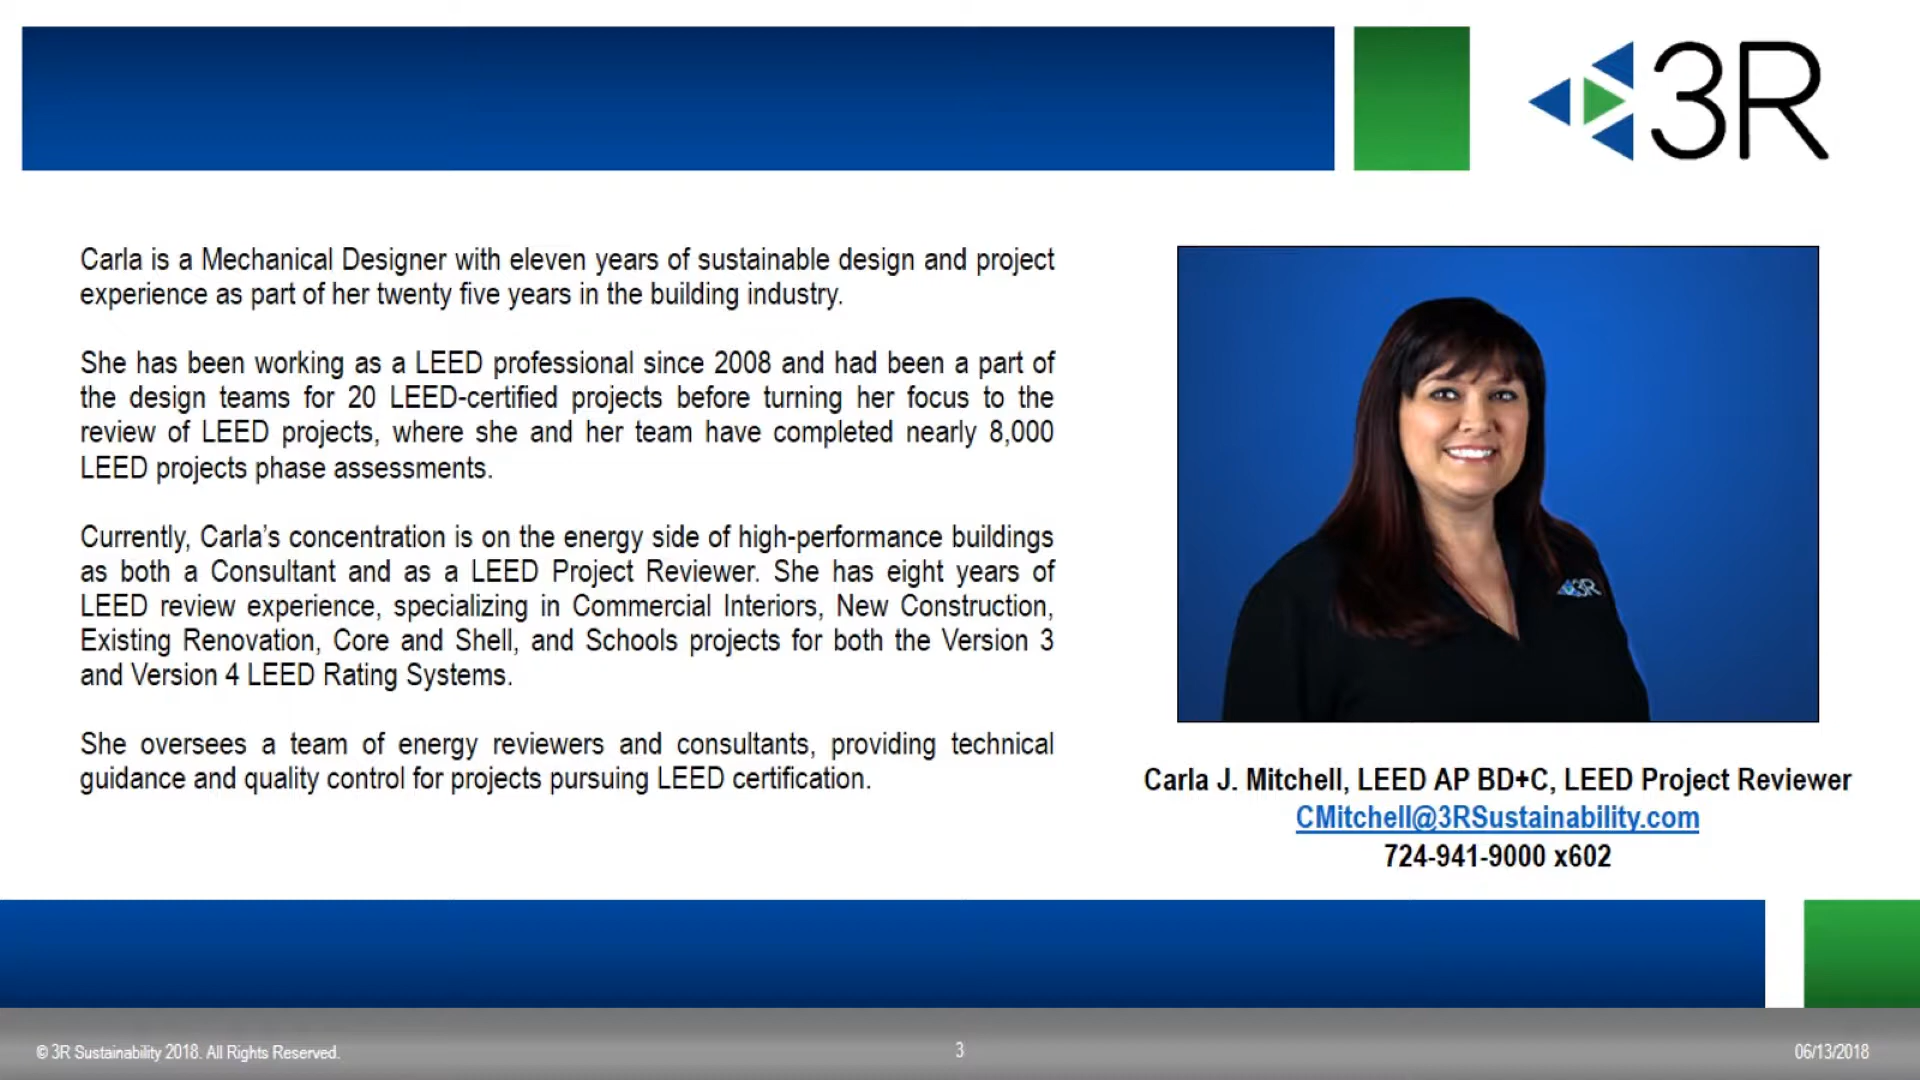 3R
Carla is a Mechanical Designer with eleven years of sustainable design and project
experience as part of her twenty five years in the building industry.
She has been working as a LEED professional since 2008 and had been a part of
the design teams for 20 LEED-certified projects before turning her focus to the
review of LEED projects, where she and her team have completed nearly 8,000
LEED projects phase assessments.
Currently, Carla’s concentration is on the energy side of high-performance buildings
as both a Consultant and as a LEED Project Reviewer. She has eight years of
LEED review experience, specializing in Commercial Interiors, New Construction,
Existing Renovation, Core and Shell, and Schools projects for both the Version 3
and Version 4 LEED Rating Systems.
She oversees a team of energy reviewers and consultants, providing technical
guidance and quality control for projects pursuing LEED certification.
3R
Carla J. Mitchell, LEED AP BD+C, LEED Project Reviewer
CMitchell@3RSustainability.com
724-941-9000 x602
© 3R Sustainability 2018. All Rights Reserved.
3
06/13/2018